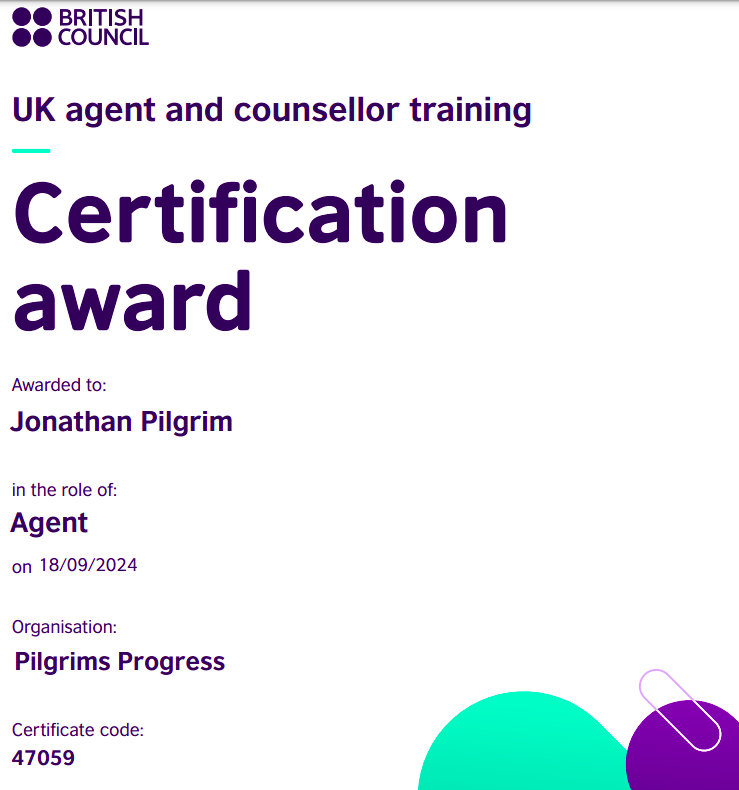 BRITISH
COUNCIL
UK agent and counsellor training
Certification
award
Awarded to:
Jonathan Pilgrim
in the role of:
Agent
on 18/09/2024
Organisation:
Pilgrims Progress
Certificate code:
47059